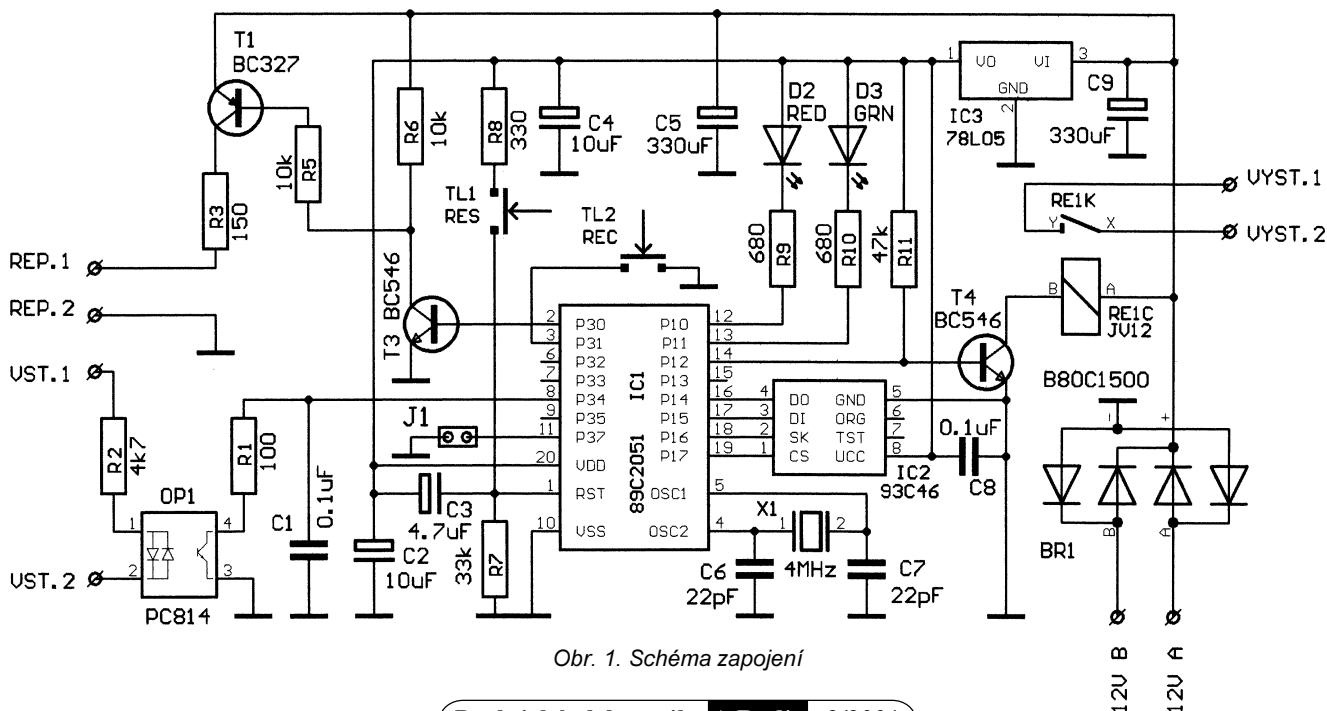 T1
BC327
R3
150
10k
R5
R6
10k
R8
330
C4
10uF
C5
330uF
D2
RED
D3
GRN
1
VO
VI
3
GND
2
IC3
78L05
C9
330uF
REP.1
REP.2
TL1
RES
TL2
REC
680
R9
680
R10
47k
R11
RE1K
Y
X
VYST.1
VYST.2
T3 BC546
T4
BC546
B
A
RE1C
JV12
VST.1
VST.2
R2
4k7
R1
100
OP1
1
2
4
3
PC814
C1
0.1uF
J1
2
3
6
7
8
9
11
20
1
10
P30
P31
P32
P33
P34
P35
P37
VDD
RST
VSS
IC1
89C2051
P10
P11
P12
P13
P14
P15
P16
P17
OSC1
OSC2
12
13
14
15
16
17
18
19
5
4
4
3
2
1
DO
DI
SK
CS
GND
ORG
TST
UCC
5
6
7
8
IC2
93C46
0.1uF
C8
C3
4.7uF
C2
10uF
33k
R7
X1
1
2
4MHz
C6
22pF
C7
22pF
B80C1500
-
+
B
A
BR1
12V B
12V A
Obr. 1. Schéma zapojení